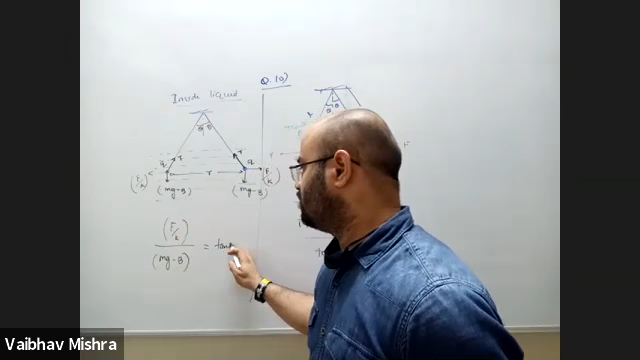 Q.10)
Inside liquid
θ θ
θ θ
T T
q r q
(F/k) (F/k)
(mg-B) (mg-B)
F
(F/k)
/(mg-B) = tan
Vaibhav Mishra